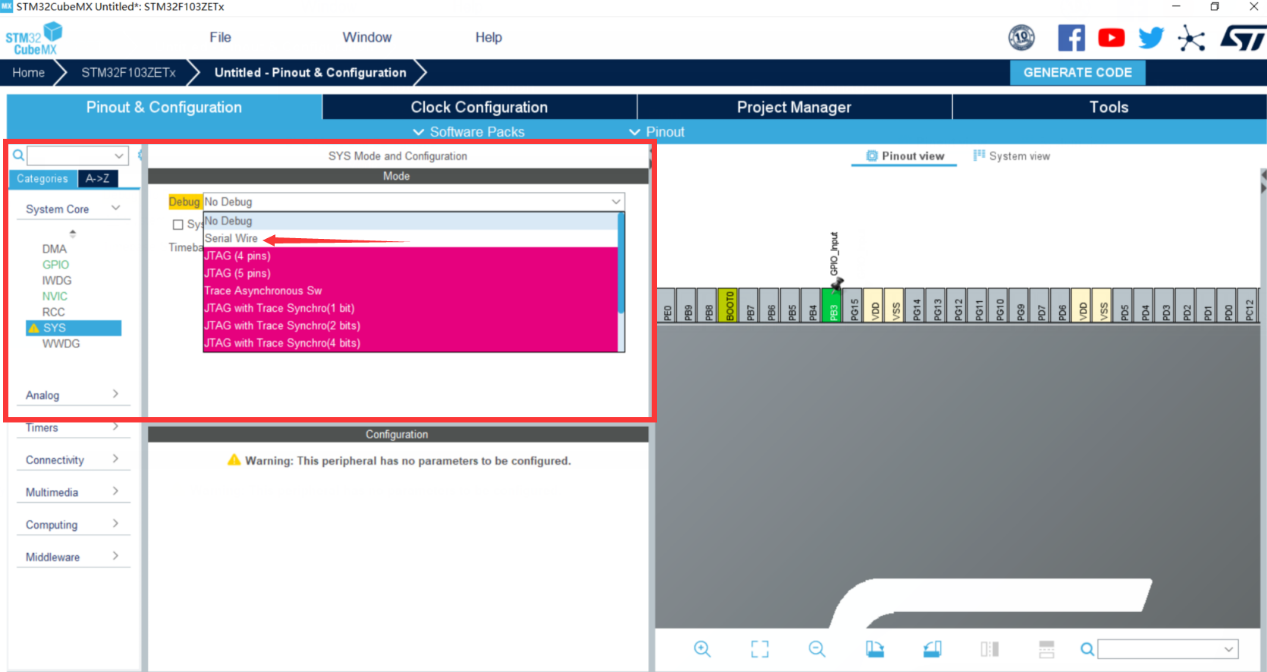 MX STM32CubeMX Untitled*: STM32F103ZETx
STM32
CubeMX
File Window Help
10
Home STM32F103ZETx Untitled - Pinout & Configuration GENERATE CODE
Pinout & Configuration Clock Configuration Project Manager Tools
Software Packs Pinout
SYS Mode and Configuration
Categories A->Z
Mode
System Core
DMA
GPIO
IWDG
NVIC
RCC
SYS
WWDG
Analog
Timers
Connectivity
Multimedia
Computing
Middleware
Debug No Debug
Sys
Timeba
No Debug
Serial Wire
JTAG (4 pins)
JTAG (5 pins)
Trace Asynchronous Sw
JTAG with Trace Synchro(1 bit)
JTAG with Trace Synchro(2 bits)
JTAG with Trace Synchro(4 bits)
Configuration
Warning: This peripheral has no parameters to be configured.
Pinout view System view
GPIO_Input
PE0 PB9 PB8 BOOT0 PB7 PB6 PB5 PB4 PB3 PG15 VDD VSS PG14 PG13 PG12 PG11 PG10 PG9 PD7 PD6 VDD VSS PD5 PD4 PD3 PD2 PD1 PD0 PC12